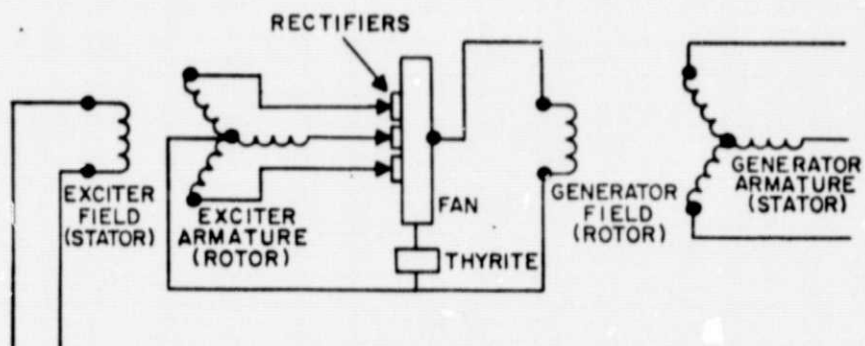 RECTIFIERS
EXCITER
FIELD
(STATOR)
EXCITER
ARMATURE
(ROTOR)
FAN
THYRITE
GENERATOR
FIELD
(ROTOR)
GENERATOR
ARMATURE
(STATOR)